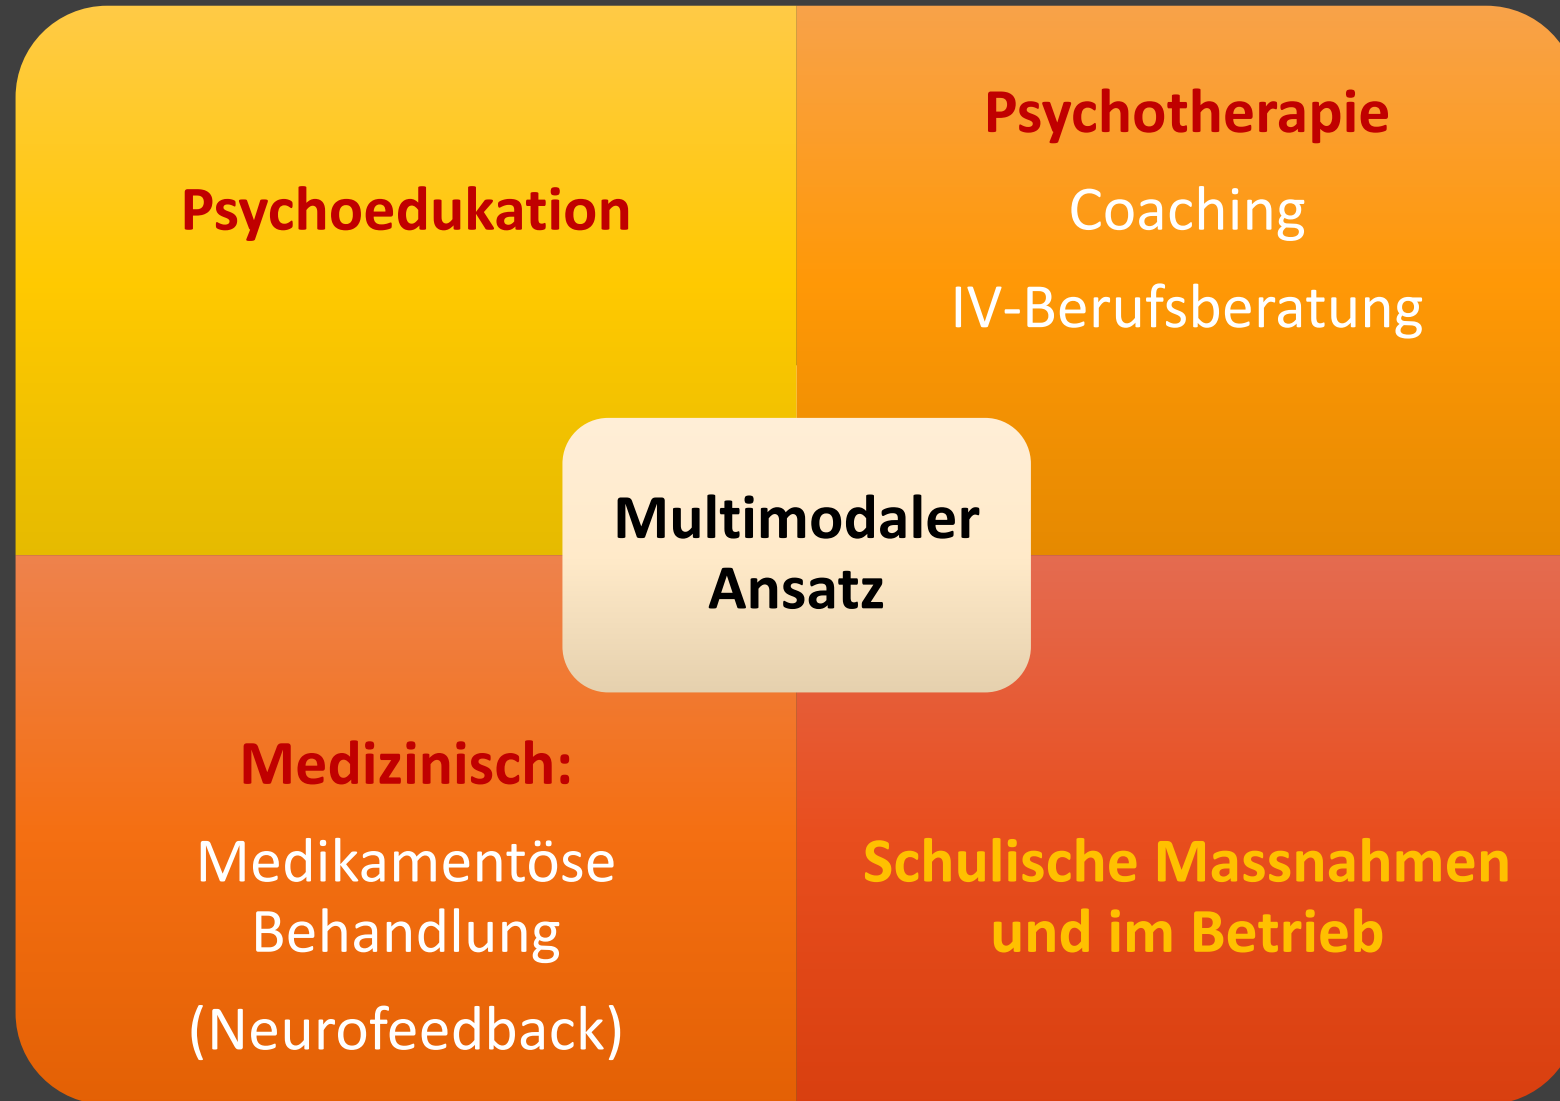 Psychoedukation
Psychotherapie
Coaching
IV-Berufsberatung
Multimodaler
Ansatz
Medizinisch:
Medikamentöse
Behandlung
(Neurofeedback)
Schulische Massnahmen
und im Betrieb